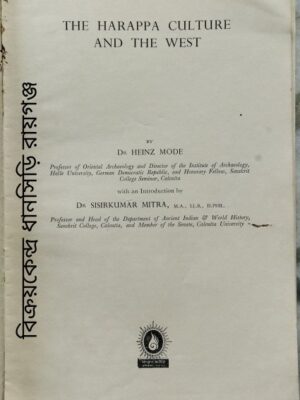 THE HARAPPA CULTURE
AND THE WEST
BY
DR. HEINZ MODE
Professor of Oriental Archaeology and Director of the Institute of Archaeology,
Halle University, German Democratic Republic, and Honorary Fellow, Sanskrit
College Seminar, Calcutta
with an Introduction by
DR SISIRKUMĀR MITRA, M.A., LL.B., D.PHIL.
Professor and Head of the Department of Ancient Indian & World History,
Sanskrit College, Calcutta, and Member of the Senate, Calcutta University
বিক্রয়কেন্দ্র ধানসিড়ি রায়গঞ্জ